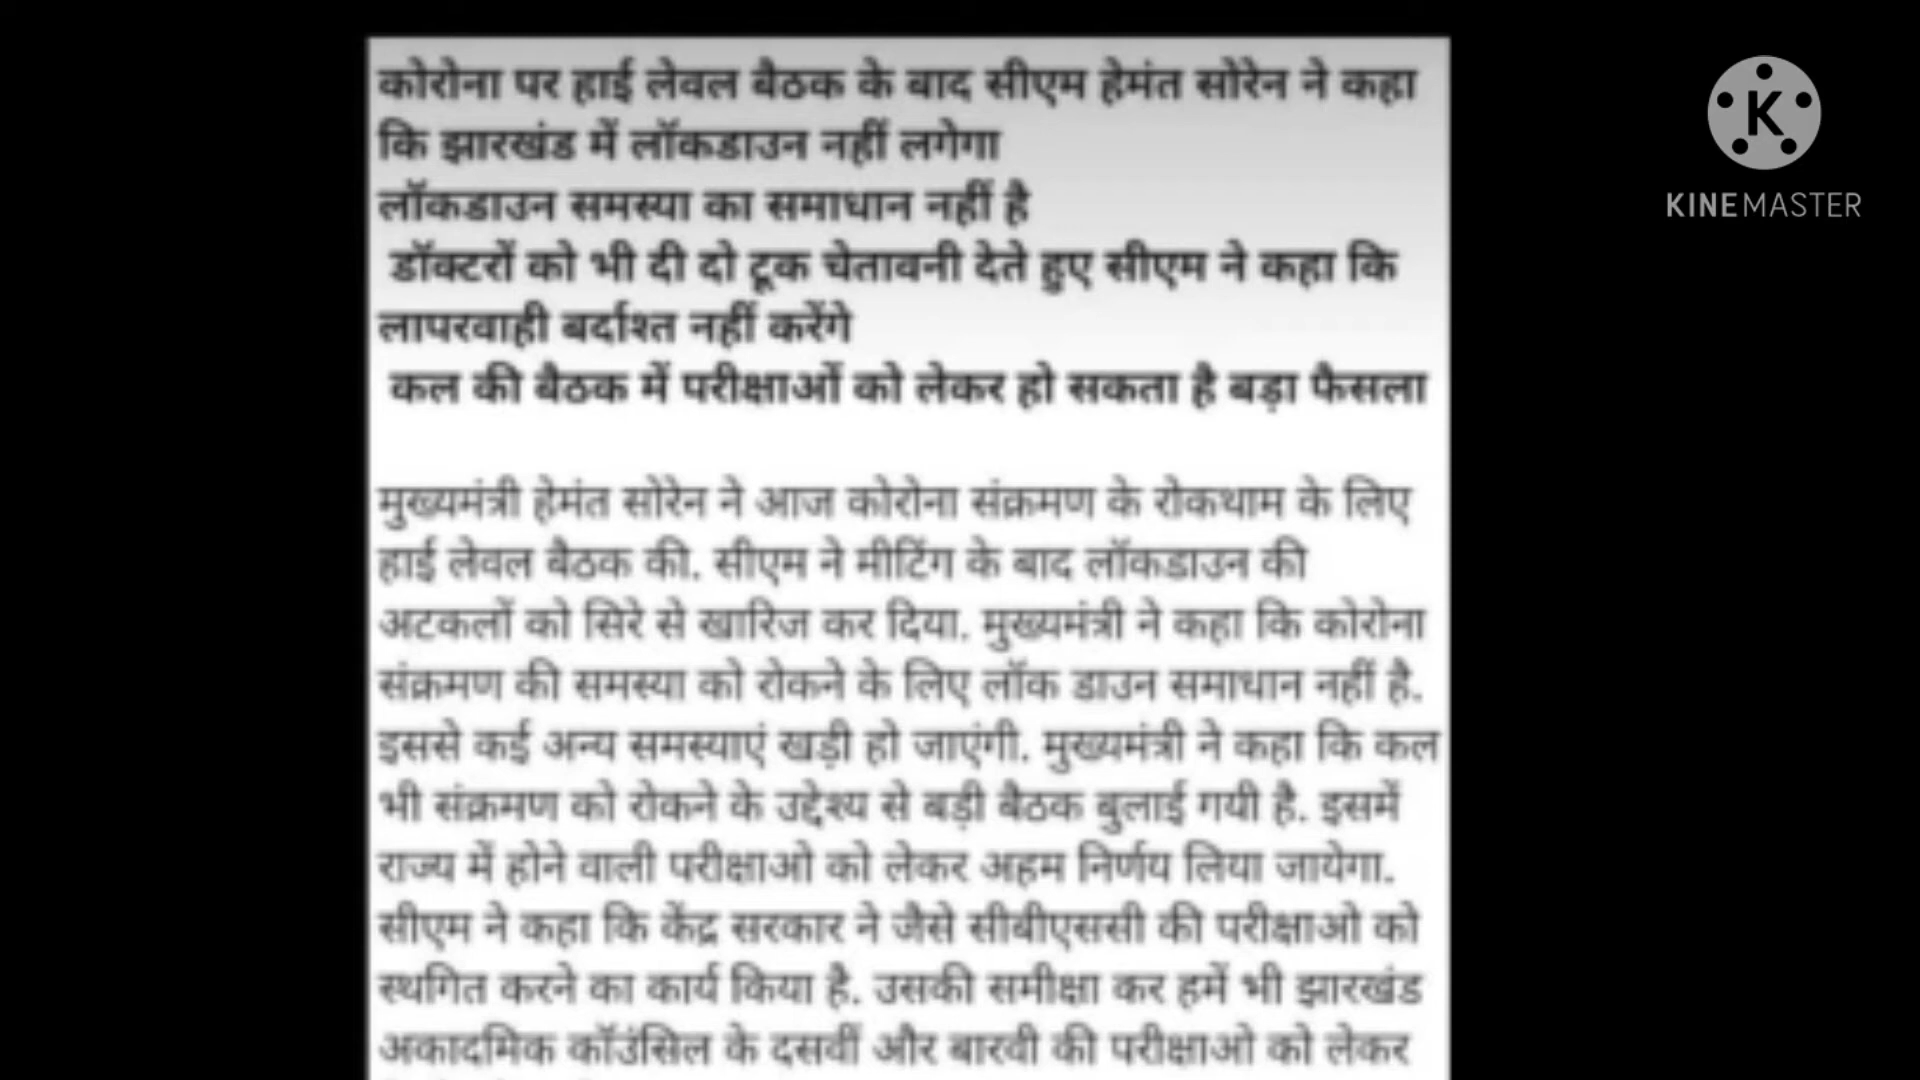 कोरोना पर हाई लेवल बैठक के बाद सीएम हेमंत सोरेन ने कहा
कि झारखंड में लॉकडाउन नहीं लगेगा
लॉकडाउन समस्या का समाधान नहीं है
डॉक्टरों को भी दी दो टूक चेतावनी देते हुए सीएम ने कहा कि
लापरवाही बर्दाश्त नहीं करेंगे
कल की बैठक में परीक्षाओं को लेकर हो सकता है बड़ा फैसला
मुख्यमंत्री हेमंत सोरेन ने आज कोरोना संक्रमण के रोकथाम के लिए
हाई लेवल बैठक की. सीएम ने मीटिंग के बाद लॉकडाउन की
अटकलों को सिरे से खारिज कर दिया. मुख्यमंत्री ने कहा कि कोरोना
संक्रमण की समस्या को रोकने के लिए लॉक डाउन समाधान नहीं है.
इससे कई अन्य समस्याएं खड़ी हो जाएंगी. मुख्यमंत्री ने कहा कि कल
भी संक्रमण को रोकने के उद्देश्य से बड़ी बैठक बुलाई गयी है. इसमें
राज्य में होने वाली परीक्षाओ को लेकर अहम निर्णय लिया जायेगा.
सीएम ने कहा कि केंद्र सरकार ने जैसे सीबीएससी की परीक्षाओ को
स्थगित करने का कार्य किया है. उसकी समीक्षा कर हमें भी झारखंड
अकादमिक कॉउंसिल के दसवीं और बारवी की परीक्षाओ को लेकर
K
KINEMASTER